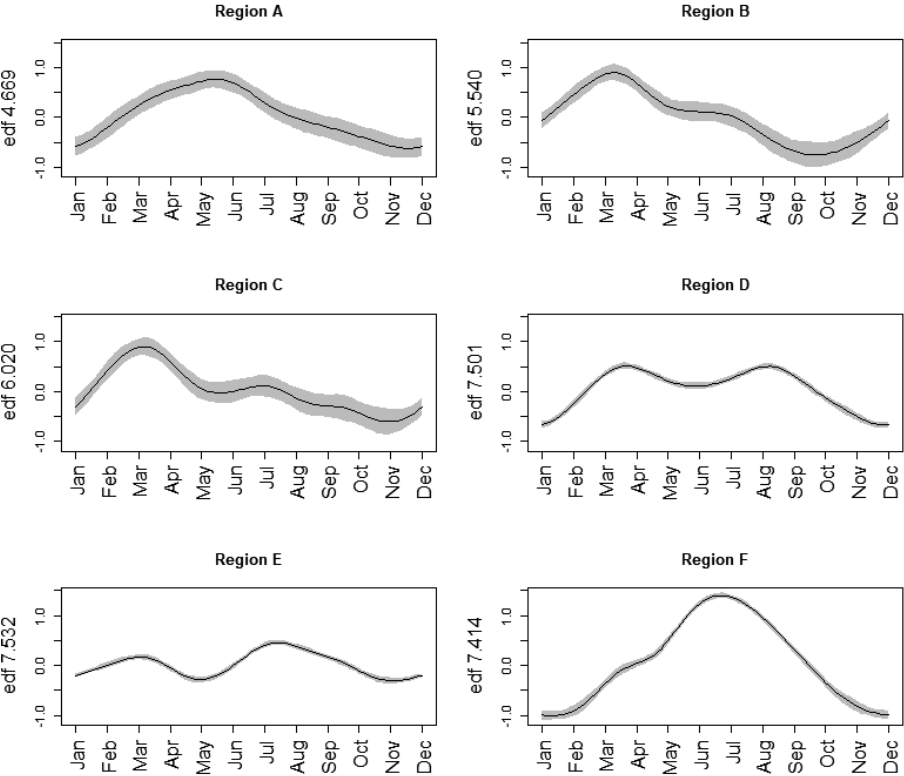 Region A
edf 4.669
1.0
0.0
-1.0
Jan Feb Mar Apr May Jun Jul Aug Sep Oct Nov Dec
Region B
edf 5.540
1.0
0.0
-1.0
Jan Feb Mar Apr May Jun Jul Aug Sep Oct Nov Dec
Region C
edf 6.020
1.0
0.0
-1.0
Jan Feb Mar Apr May Jun Jul Aug Sep Oct Nov Dec
Region D
edf 7.501
1.0
0.0
-1.0
Jan Feb Mar Apr May Jun Jul Aug Sep Oct Nov Dec
Region E
edf 7.532
1.0
0.0
-1.0
Jan Feb Mar Apr May Jun Jul Aug Sep Oct Nov Dec
Region F
edf 7.414
1.0
0.0
-1.0
Jan Feb Mar Apr May Jun Jul Aug Sep Oct Nov Dec